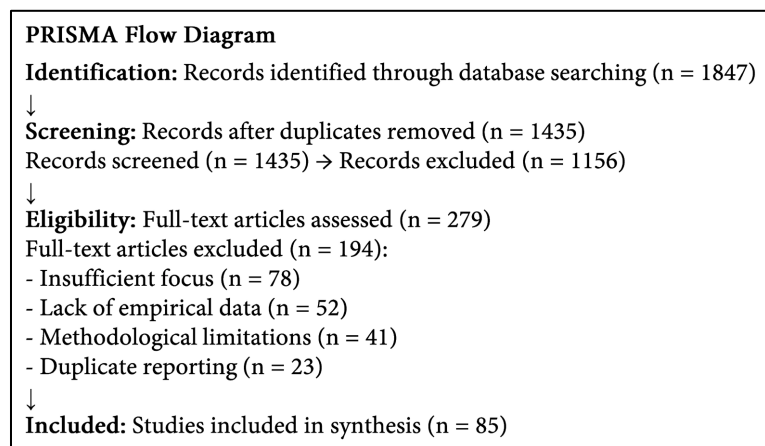 PRISMA Flow Diagram
Identification: Records identified through database searching (n = 1847)
↓
Screening: Records after duplicates removed (n = 1435)
Records screened (n = 1435) → Records excluded (n = 1156)
↓
Eligibility: Full-text articles assessed (n = 279)
Full-text articles excluded (n = 194):
- Insufficient focus (n = 78)
- Lack of empirical data (n = 52)
- Methodological limitations (n = 41)
- Duplicate reporting (n = 23)
↓
Included: Studies included in synthesis (n = 85)